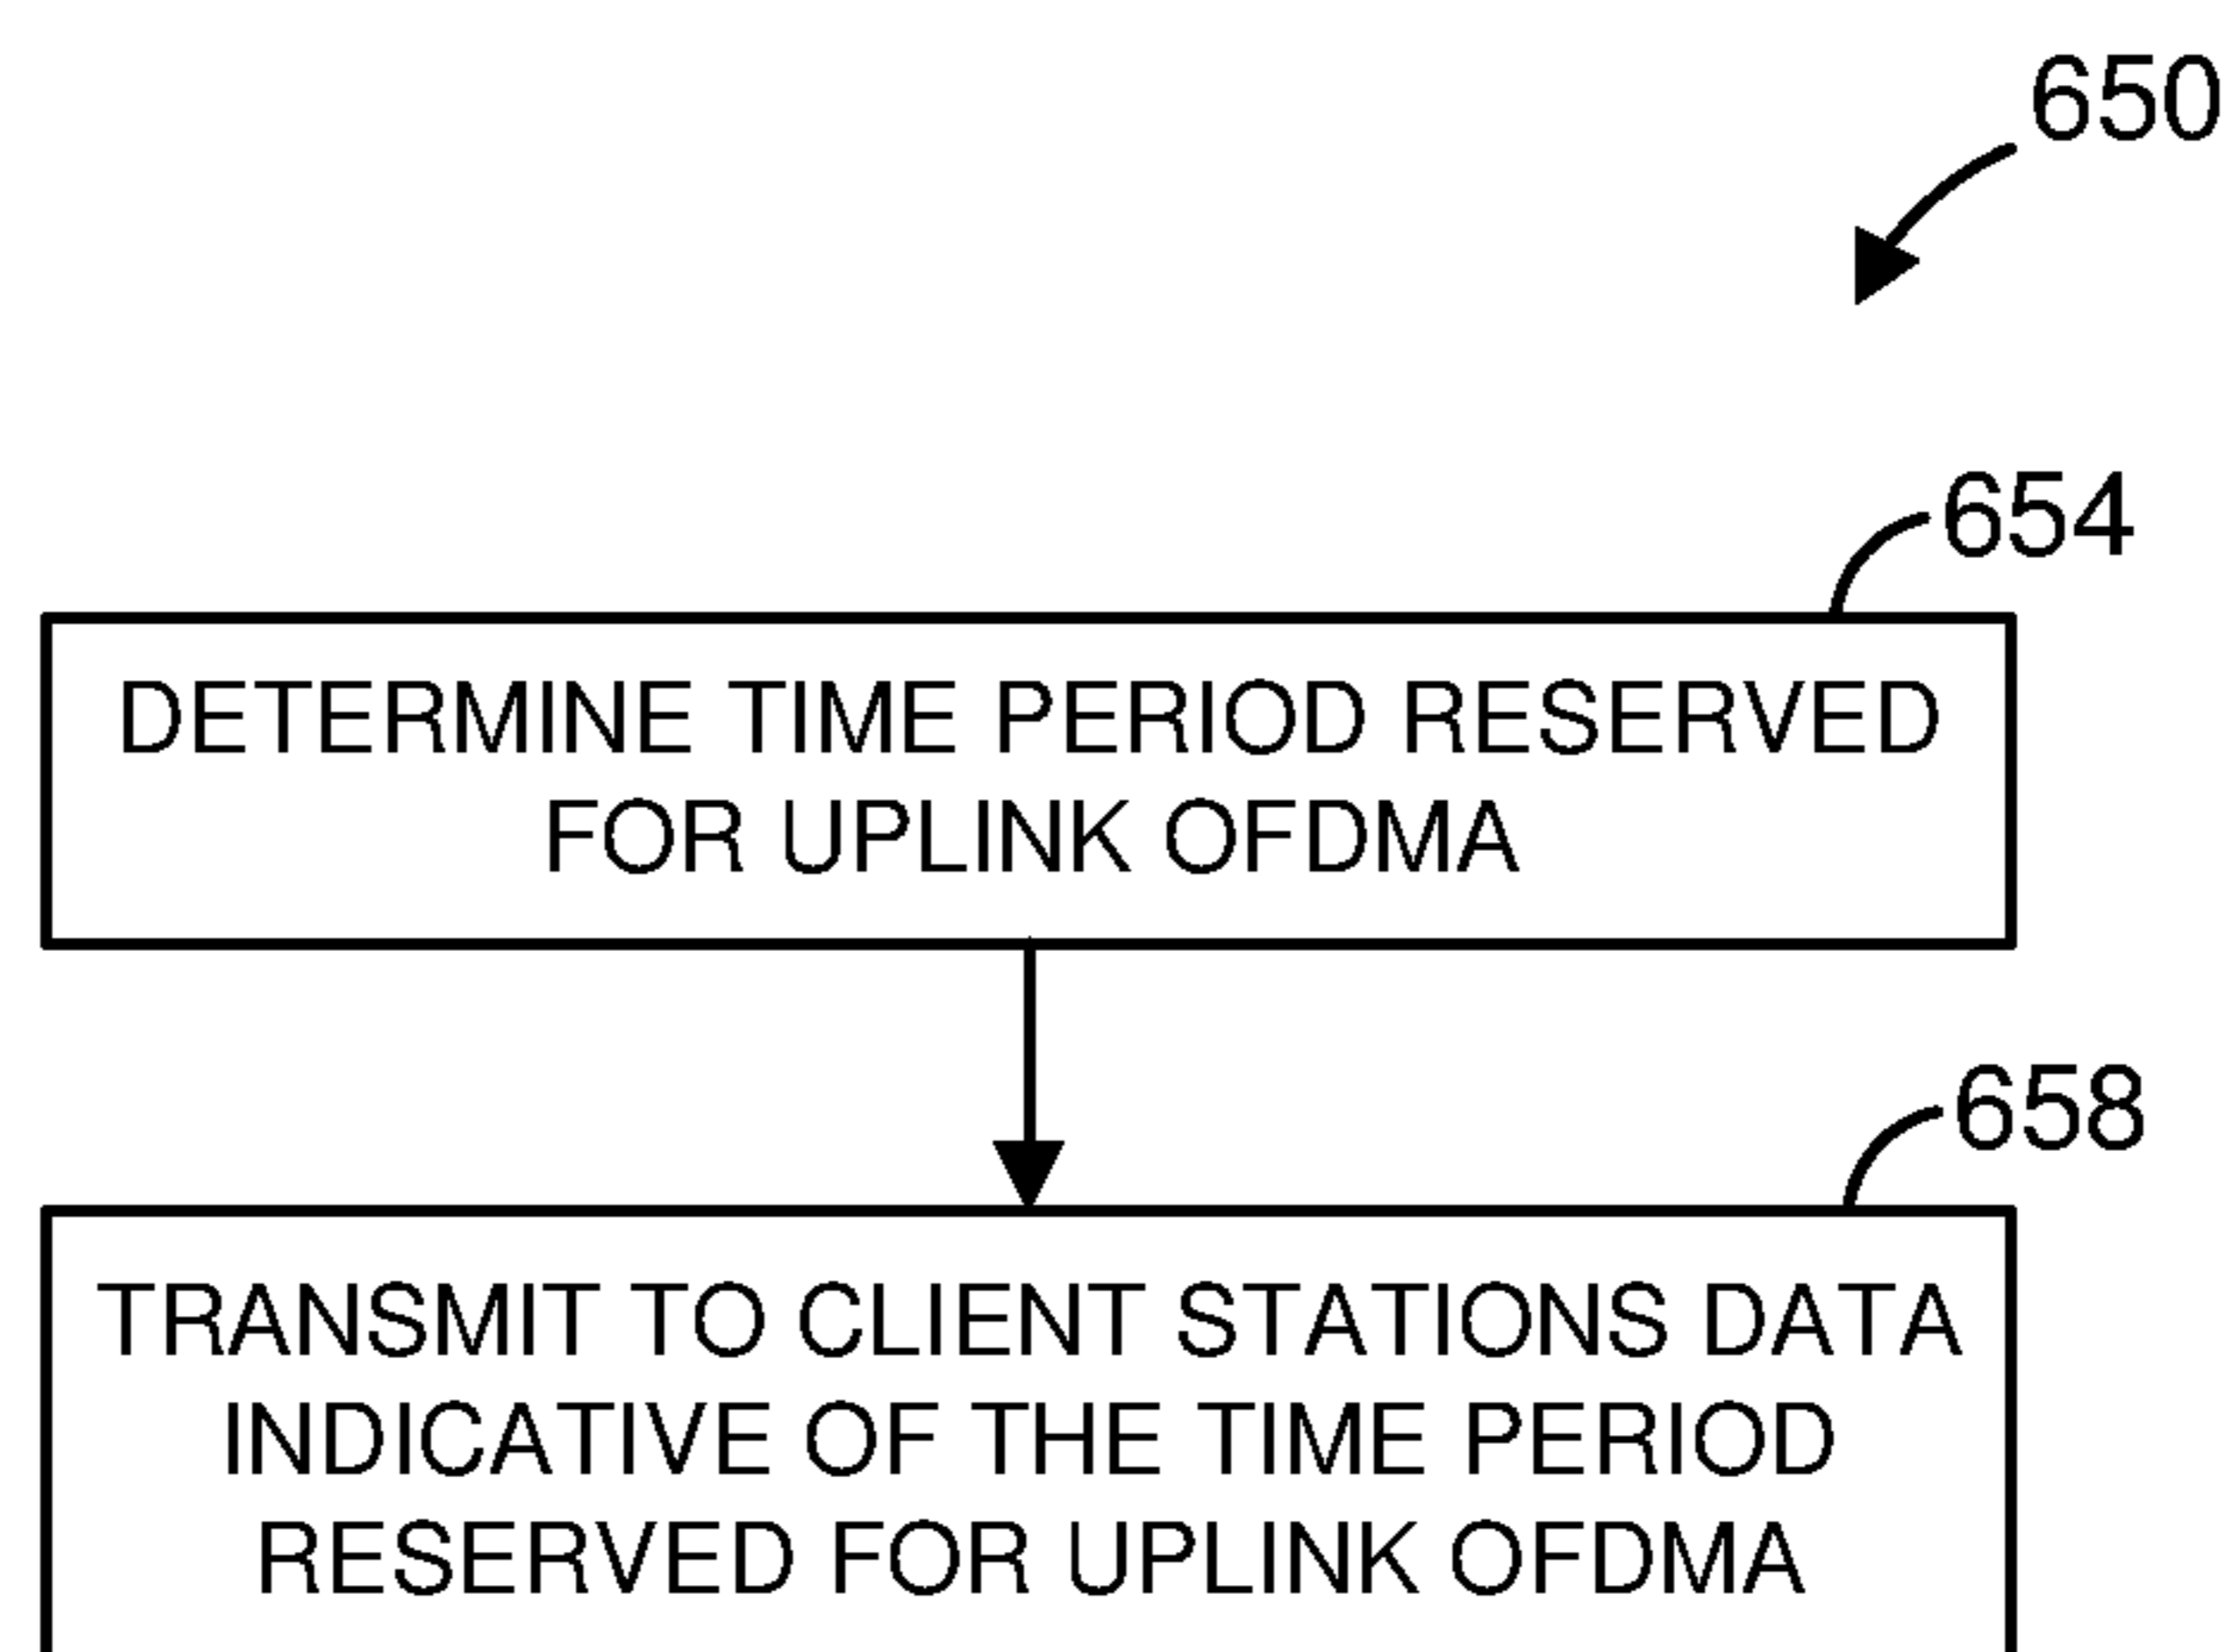 650
654
DETERMINE TIME PERIOD RESERVED
FOR UPLINK OFDMA
658
TRANSMIT TO CLIENT STATIONS DATA
INDICATIVE OF THE TIME PERIOD
RESERVED FOR UPLINK OFDMA